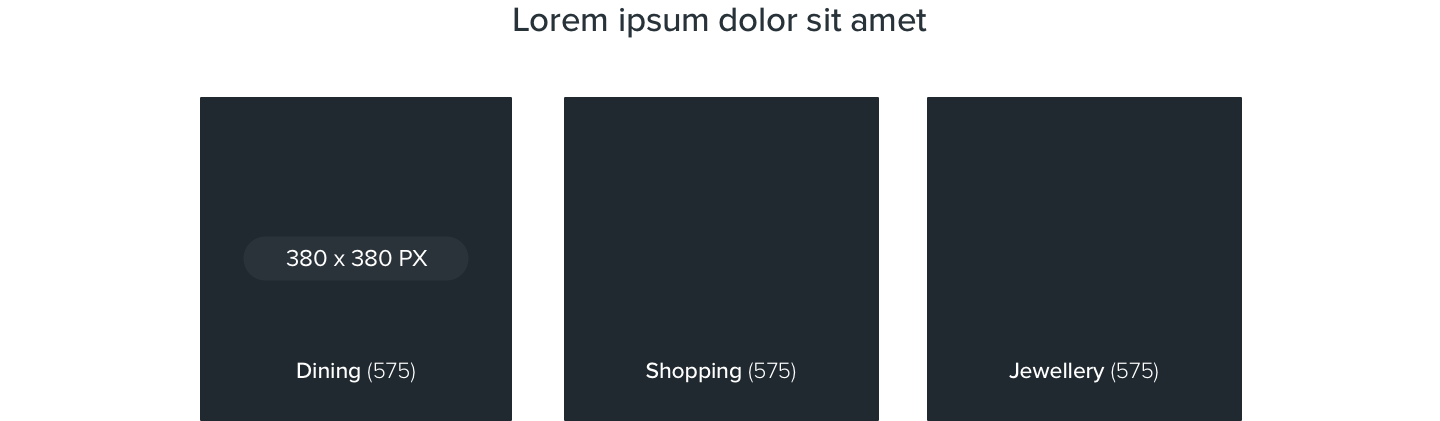 Lorem ipsum dolor sit amet
380 x 380 PX
Dining (575)
Shopping (575)
Jewellery (575)